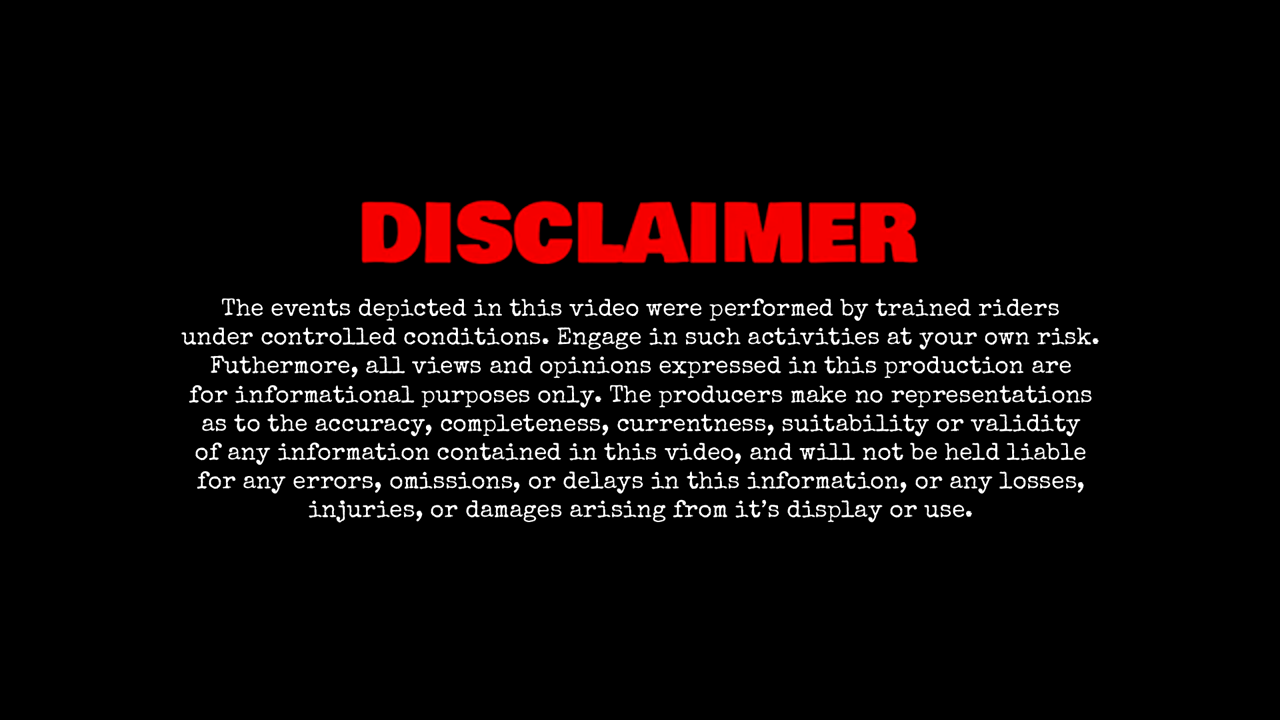 DISCLAIMER
The events depicted in this video were performed by trained riders
under controlled conditions. Engage in such activities at your own risk.
Futhermore, all views and opinions expressed in this production are
for informational purposes only. The producers make no representations
as to the accuracy, completeness, currentness, suitability or validity
of any information contained in this video, and will not be held liable
for any errors, omissions, or delays in this information, or any losses,
injuries, or damages arising from it's display or use.